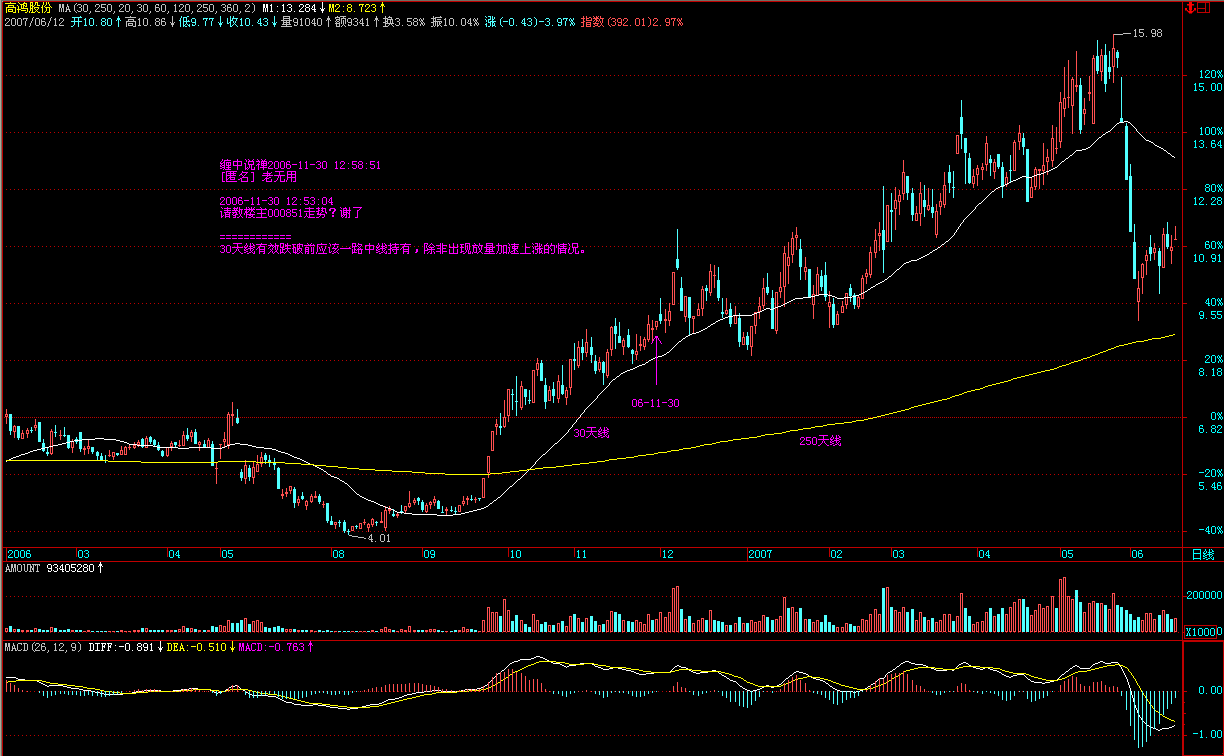 高鸿股份 MA(30,250,20,30,60,120,250,360,2) M1:13.284↓M2:8.723↑
2007/06/12 开10.80↑高10.86↓低9.77↓收10.43↓量91040↑额9341↑换3.58% 振10.04% 涨(-0.43)-3.97% 指数(392.01)2.97%
15.98
120%
15.00
100%
13.64
缠中说禅2006-11-30 12:58:51
[匿名] 老无用
80%
12.28
2006-11-30 12:53:04
请教楼主000851走势?谢了
============
30天线有效跌破前应该一路中线持有,除非出现放量加速上涨的情况。
60%
10.91
40%
9.55
20%
8.18
06-11-30
0%
6.82
30天线
250天线
-20%
5.46
-40%
4.01
2006 03 04 05 08 09 10 11 12 2007 02 03 04 05 06 日线
AMOUNT 93405280↑
200000
X10000
MACD(26,12,9) DIFF:-0.891↓DEA:-0.510↓MACD:-0.763↑
0.00
-1.00